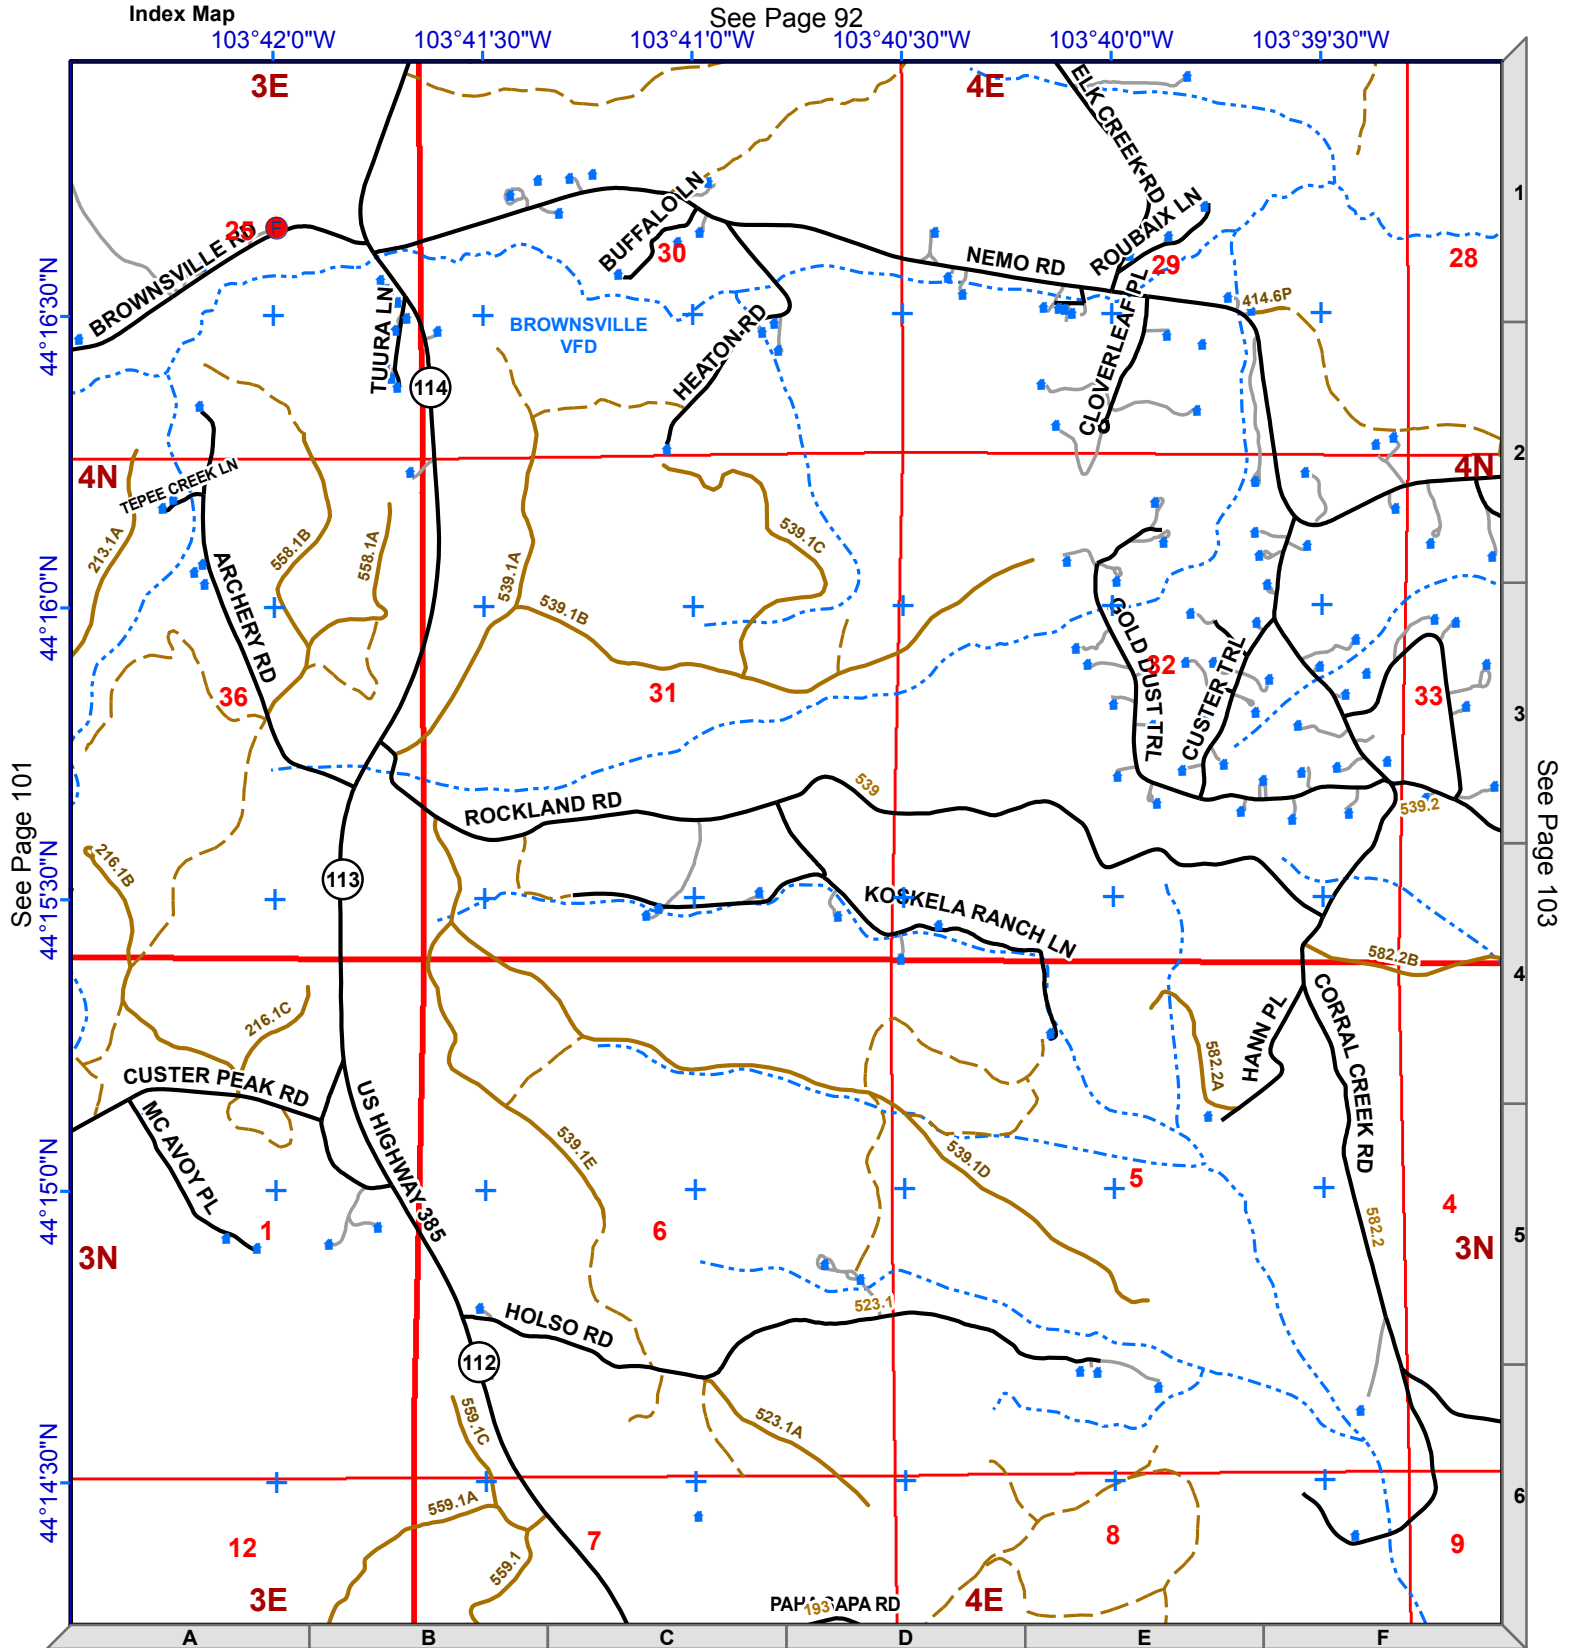 Index Map
See Page 92
103°42'0"W
103°41'30"W
103°41'0"W
103°40'30"W
103°40'0"W
103°39'30"W
3E
4E
ELK CREEK RD
1
BUFFALO LN
ROUBAIX LN
25
F
BROWNSVILLE RD
30
NEMO RD
29
28
44°16'30"N
TUURA LN
BROWNSVILLE
VFD
HEATON RD
CLOVERLEAF PL
414.6P
114
2
4N
4N
TEPEE CREEK LN
213.1A
558.1B
558.1A
539.1A
539.1C
44°16'0"N
ARCHERY RD
539.1B
GOLD DUST TRL
CUSTER TRL
32
36
31
33
3
See Page 101
See Page 103
ROCKLAND RD
539
539.2
216.1B
113
44°15'30"N
KOSKELA RANCH LN
582.2B
4
216.1C
CORRAL CREEK RD
HANN PL
582.2A
CUSTER PEAK RD
MC AVOY PL
US HIGHWAY 385
539.1E
539.1D
5
44°15'0"N
1
6
4
582.2
5
3N
3N
HOLSO RD
523.1
112
559.1C
523.1A
44°14'30"N
559.1A
6
12
7
8
9
559.1
3E
4E
PAHA SAPA RD
193
A
B
C
D
E
F